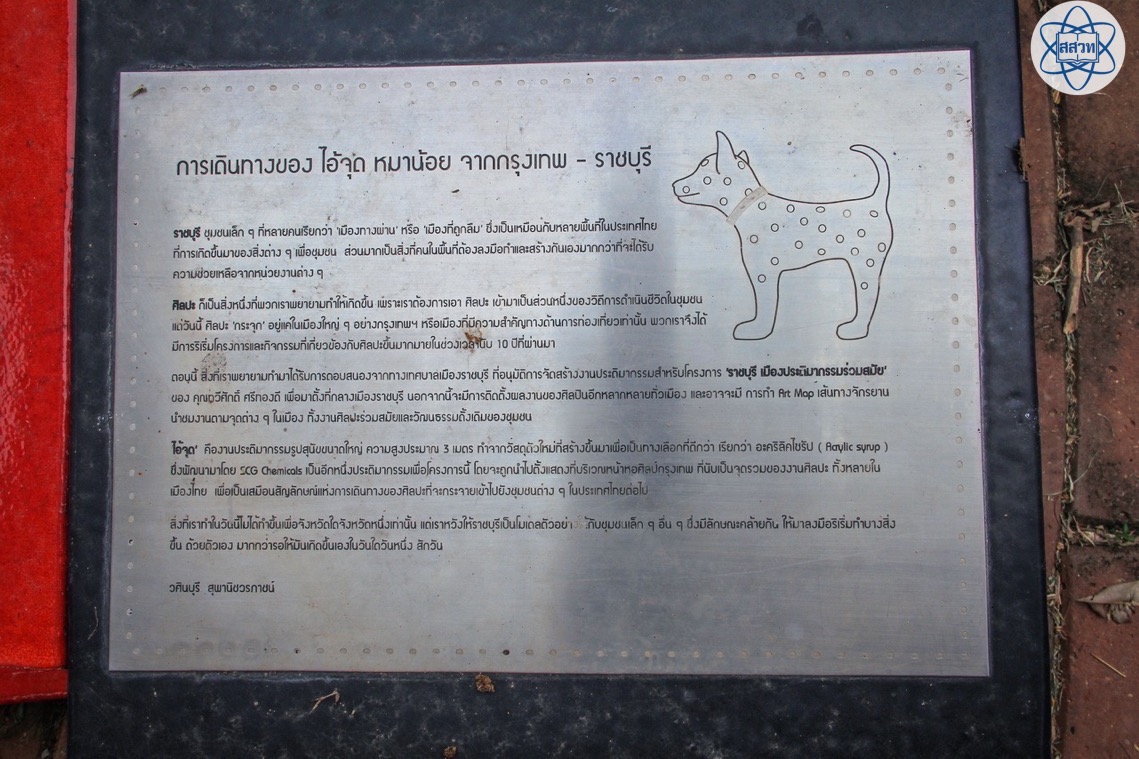 สสวท
การเดินทางของ ไอ้จุด หมาน้อย จากกรุงเทพ - ราชบุรี
ราชบุรี ชุมชนเล็ก ๆ ที่หลายคนเรียกว่า 'เมืองทางผ่าน' หรือ 'เมืองที่ถูกลืม' ซึ่งเป็นเหมือนกับหลายพื้นที่ในประเทศไทย
ที่การเกิดขึ้นมาของสิ่งต่าง ๆ เพื่อชุมชน ส่วนมากเป็นสิ่งที่คนในพื้นที่ต้องลงมือทำและสร้างกันเองมากกว่าที่จะได้รับ
ความช่วยเหลือจากหน่วยงานต่าง ๆ
ศิลปะ ก็เป็นสิ่งหนึ่งที่พวกเราพยายามทำให้เกิดขึ้น เพราะเราต้องการเอา ศิลปะ เข้ามาเป็นส่วนหนึ่งของวิถีการดำเนินชีวิตในชุมชน
แต่วันนี้ ศิลปะ 'กระจุก' อยู่แค่ในเมืองใหญ่ ๆ อย่างกรุงเทพฯ หรือเมืองที่มีความสำคัญทางด้านการท่องเที่ยวเท่านั้น พวกเราจึงได้
มีการริเริ่มโครงการและกิจกรรมที่เกี่ยวข้องกับศิลปะขึ้นมากมายในช่วงเวลานับ 10 ปีที่ผ่านมา
ตอนนี้ สิ่งที่เราพยายามทำมาได้รับการตอบสนองจากทางเทศบาลเมืองราชบุรี ที่อนุมัติการจัดสร้างงานประติมากรรมสำหรับโครงการ 'ราชบุรี เมืองประติมากรรมร่วมสมัย'
ของ คุณทวีศักดิ์ ศรีทองดี เพื่อมาตั้งที่กลางเมืองราชบุรี นอกจากนี้จะมีการติดตั้งผลงานของศิลปินอีกหลากหลายทั่วเมือง และอาจจะมี การทำ Art Map เส้นทางจักรยาน
นำชมงานตามจุดต่าง ๆ ในเมือง ทั้งงานศิลปะร่วมสมัยและวัฒนธรรมดั้งเดิมของชุมชน
'ไอ้จุด' คืองานประติมากรรมรูปสุนัขขนาดใหญ่ ความสูงประมาณ 3 เมตร ทำจากวัสดุตัวใหม่ที่สร้างขึ้นมาเพื่อเป็นทางเลือกที่ดีกว่า เรียกว่า อะคริลิคไซรัป ( Aaylic syrup )
ซึ่งพัฒนามาโดย SCG Chemicals เป็นอีกหนึ่งประติมากรรมเพื่อโครงการนี้ โดยจะถูกนำไปตั้งแสดงที่บริเวณหน้าหอศิลป์กรุงเทพ ที่นับเป็นจุดรวมของงานศิลปะ ทั้งหลายใน
เมืองไทย เพื่อเป็นเสมือนสัญลักษณ์แห่งการเดินทางของศิลปะที่จะกระจายเข้าไปยังชุมชนต่าง ๆ ในประเทศไทยต่อไป
สิ่งที่เราทำในวันนี้ไม่ได้ทำขึ้นเพื่อจังหวัดใดจังหวัดหนึ่งเท่านั้น แต่เราหวังให้ราชบุรีเป็นโมเดลตัวอย่างให้กับชุมชนเล็ก ๆ อื่น ๆ ซึ่งมีลักษณะคล้ายกัน ให้มาลงมือริเริ่มทำบางสิ่ง
ขึ้น ด้วยตัวเอง มากกว่ารอให้มันเกิดขึ้นเองในวันใดวันหนึ่ง สักวัน
วศินบุรี สุพานิชวรภาชน์